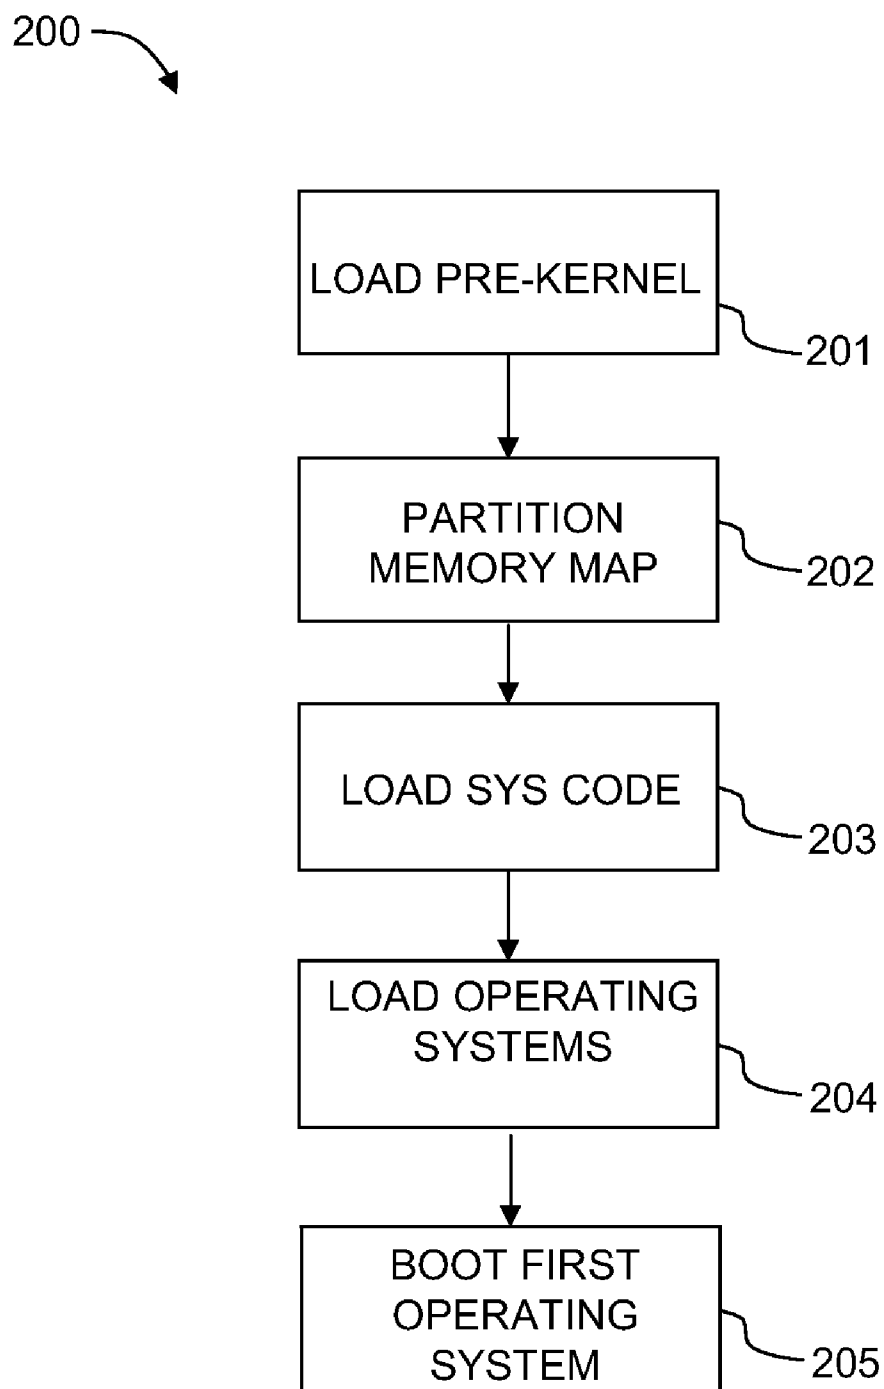 200
LOAD PRE-KERNEL
201
PARTITION
MEMORY MAP
202
LOAD SYS CODE
203
LOAD OPERATING
SYSTEMS
204
BOOT FIRST
OPERATING
SYSTEM
205